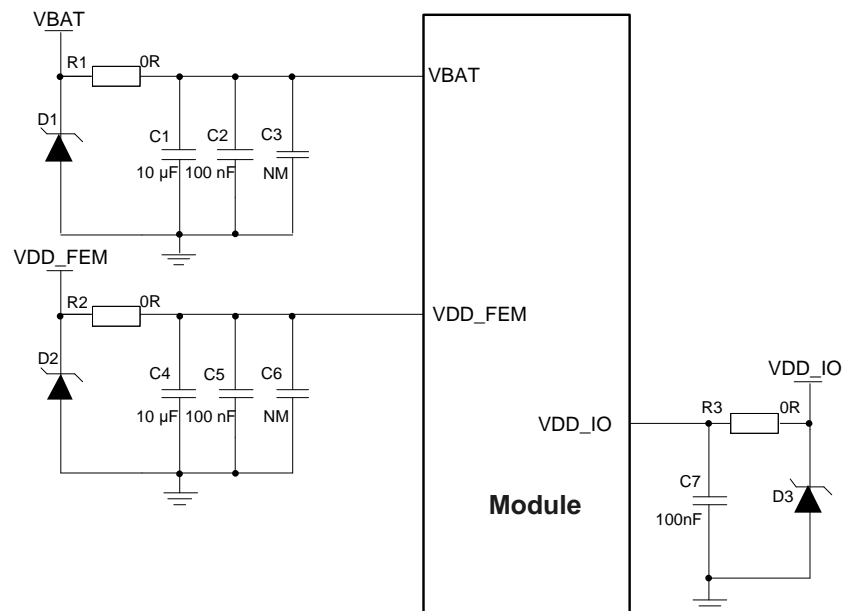 VBAT
R1 0R
VBAT
D1
C1 C2 C3
10 µF 100 nF NM
VDD_FEM
R2 0R
VDD_FEM
D2
C4 C5 C6
10 µF 100 nF NM
VDD_IO
R3 0R
VDD_IO
C7
D3
100nF
Module